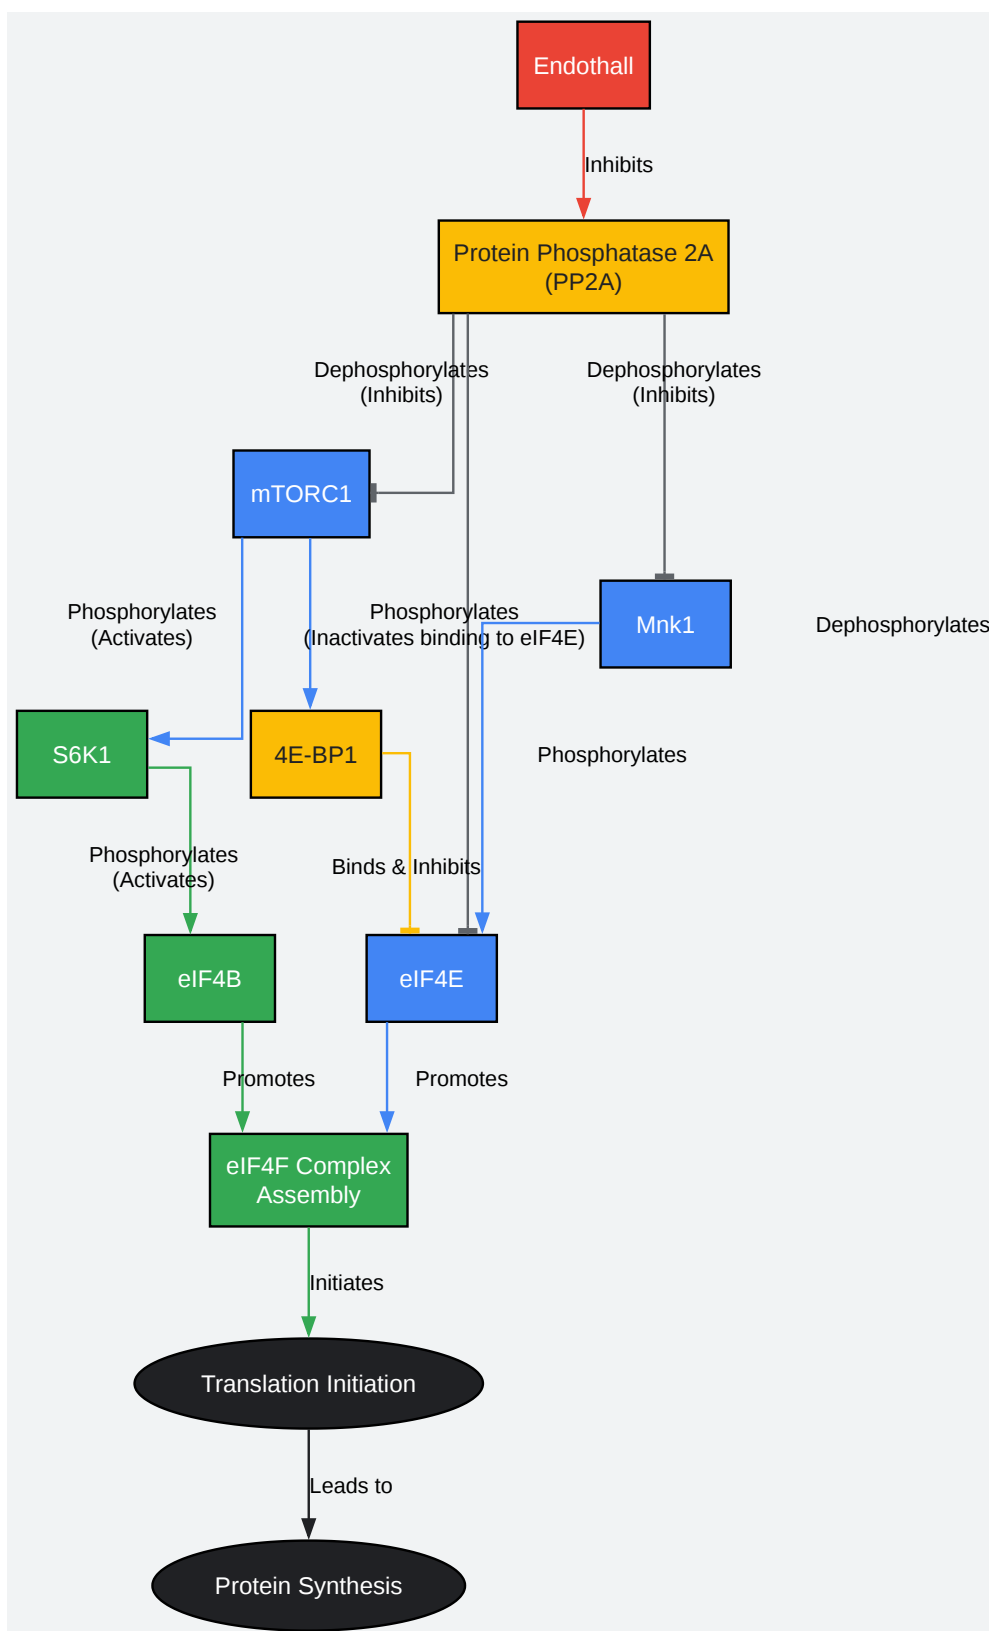 Endothall
Inhibits
Protein Phosphatase 2A
(PP2A)
Dephosphorylates
(Inhibits)
Dephosphorylates
(Inhibits)
mTORC1
Phosphorylates
(Activates)
Phosphorylates
(Inactivates binding to eIF4E)
Mnk1
Dephosphorylates
S6K1
4E-BP1
Phosphorylates
Phosphorylates
(Activates)
Binds & Inhibits
eIF4B
eIF4E
Promotes
Promotes
eIF4F Complex
Assembly
Initiates
Translation Initiation
Leads to
Protein Synthesis